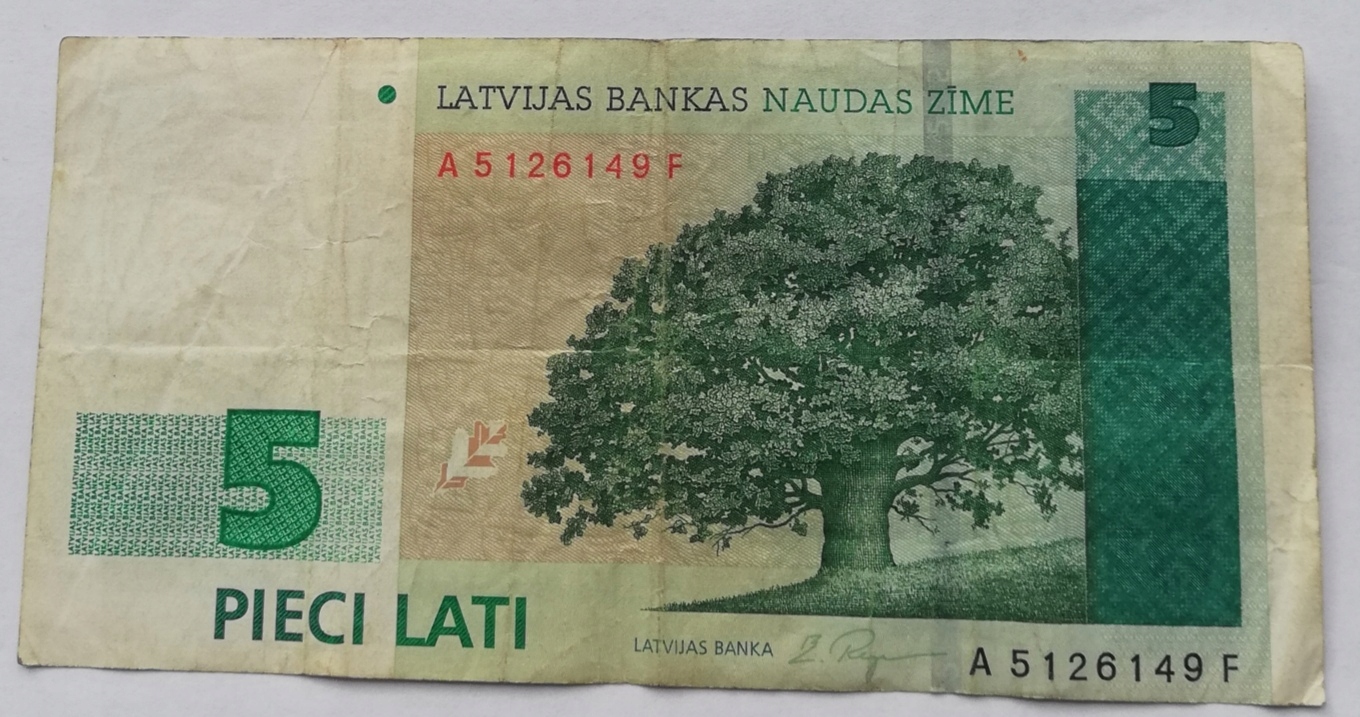 LATVIJAS BANKAS NAUDAS ZĪME
5
A 5126149 F
5
PIECI LATI
LATVIJAS BANKA
A 5126149 F